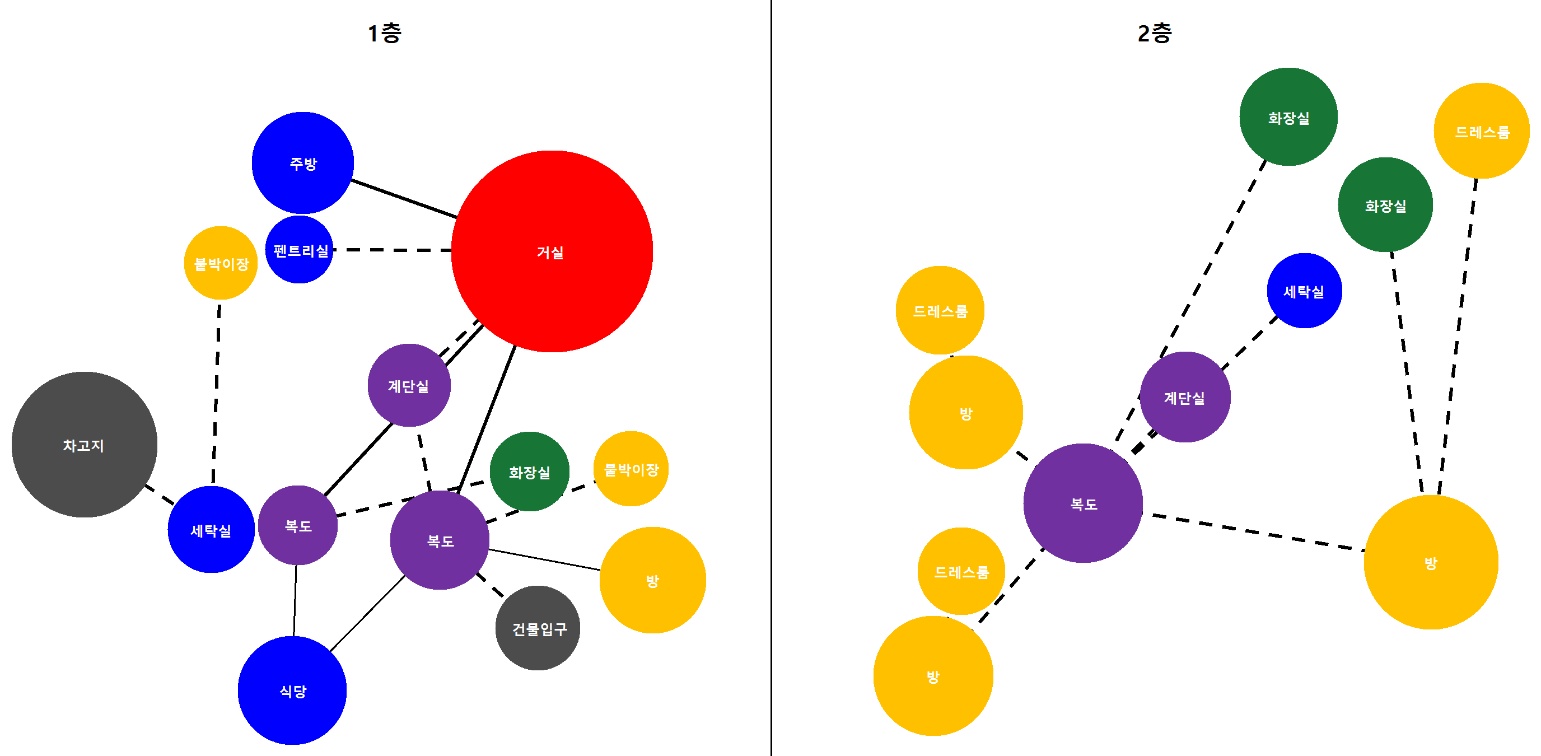 1층
주방
펜트리실
붙박이장
거실
계단실
차고지
세탁실
복도
복도
화장실
붙박이장
방
건물입구
식당
2층
화장실
드레스룸
화장실
세탁실
드레스룸
계단실
방
복도
방
드레스룸
방